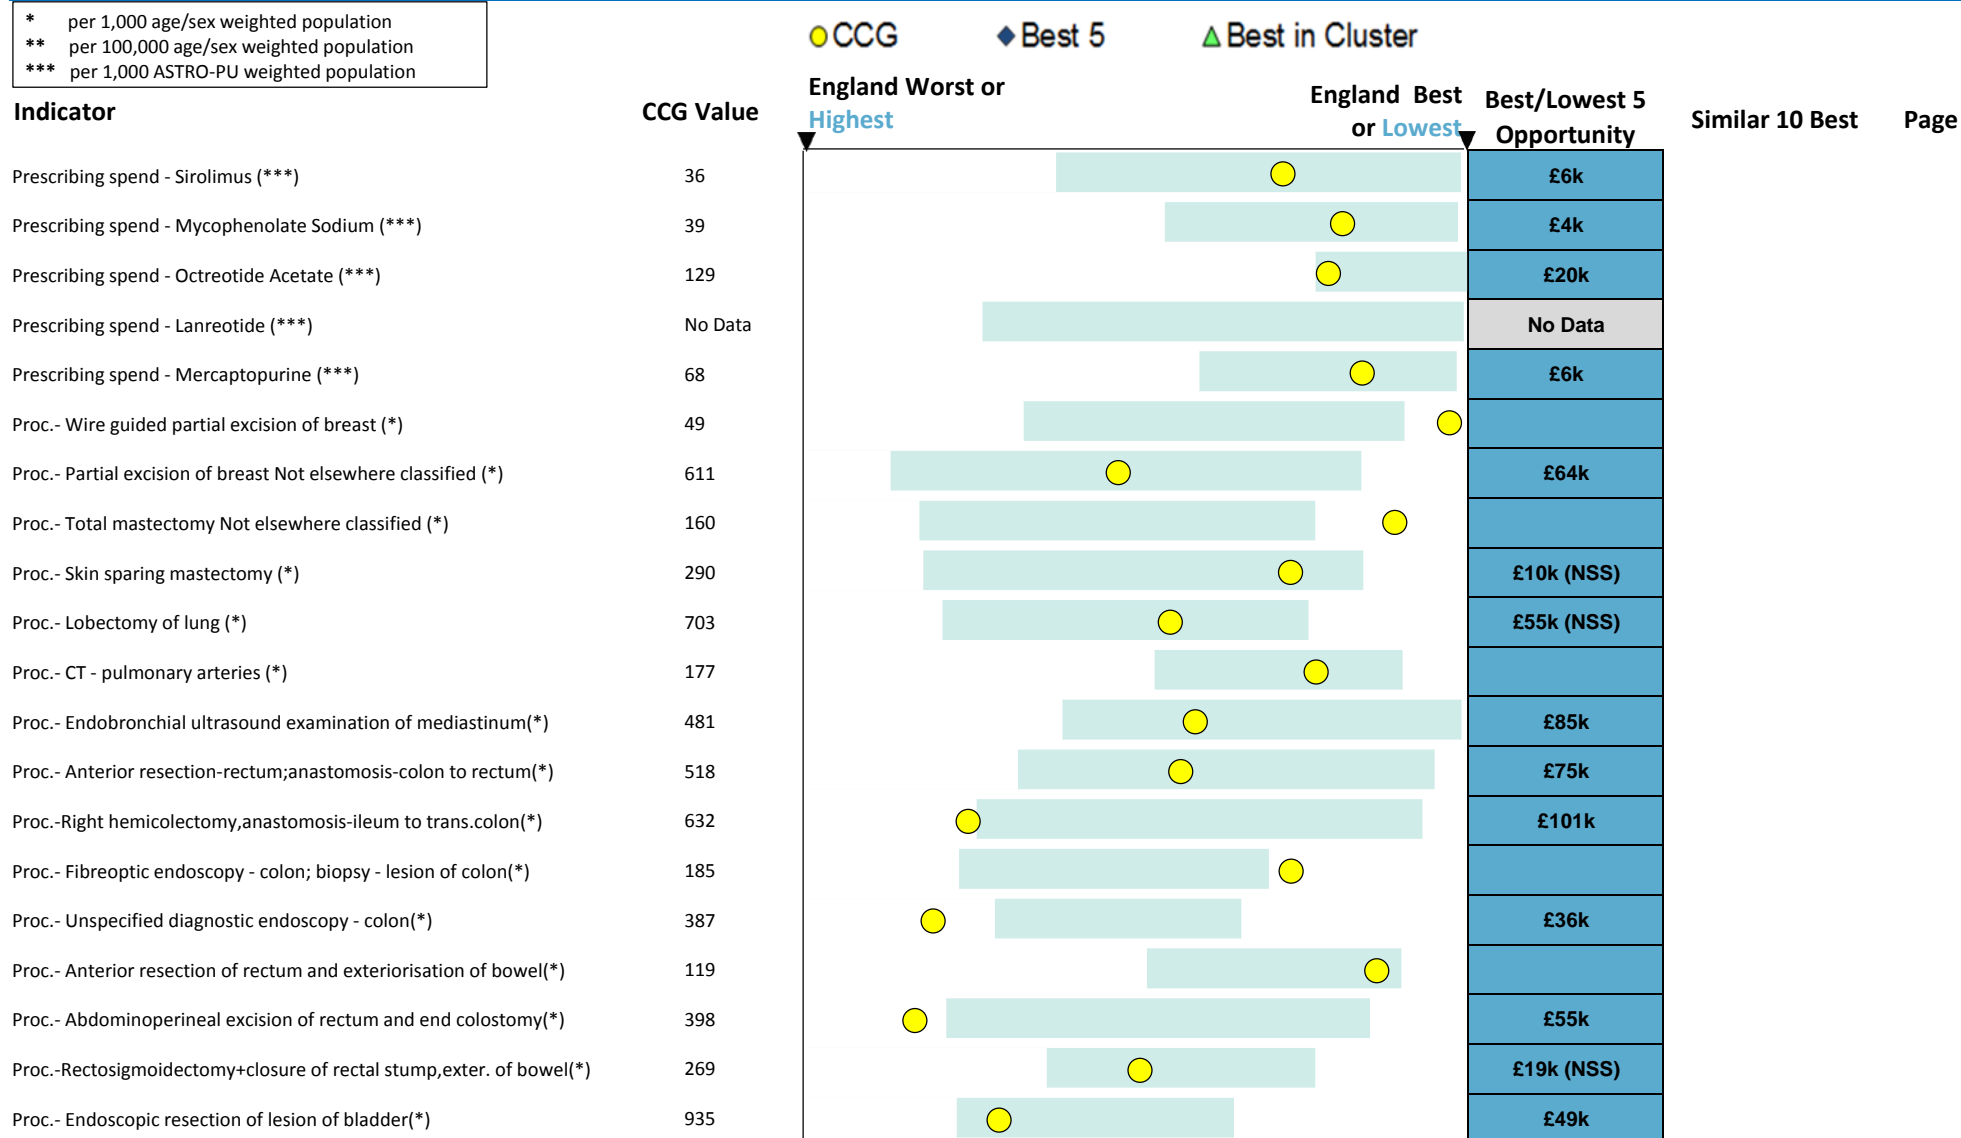 * per 1,000 age/sex weighted population
** per 100,000 age/sex weighted population
*** per 1,000 ASTRO-PU weighted population
CCG Best 5 Best in Cluster
Indicator CCG Value England Worst or Highest England Best or Lowest Best/Lowest 5 Opportunity Similar 10 Best Page
Prescribing spend - Sirolimus (***) 36 £6k
Prescribing spend - Mycophenolate Sodium (***) 39 £4k
Prescribing spend - Octreotide Acetate (***) 129 £20k
Prescribing spend - Lanreotide (***) No Data No Data
Prescribing spend - Mercaptopurine (***) 68 £6k
Proc.- Wire guided partial excision of breast (*) 49
Proc.- Partial excision of breast Not elsewhere classified (*) 611 £64k
Proc.- Total mastectomy Not elsewhere classified (*) 160
Proc.- Skin sparing mastectomy (*) 290 £10k (NSS)
Proc.- Lobectomy of lung (*) 703 £55k (NSS)
Proc.- CT - pulmonary arteries (*) 177
Proc.- Endobronchial ultrasound examination of mediastinum(*) 481 £85k
Proc.- Anterior resection-rectum;anastomosis-colon to rectum(*) 518 £75k
Proc.-Right hemicolectomy,anastomosis-ileum to trans.colon(*) 632 £101k
Proc.- Fibreoptic endoscopy - colon; biopsy - lesion of colon(*) 185
Proc.- Unspecified diagnostic endoscopy - colon(*) 387 £36k
Proc.- Anterior resection of rectum and exteriorisation of bowel(*) 119
Proc.- Abdominoperineal excision of rectum and end colostomy(*) 398 £55k
Proc.-Rectosigmoidectomy+closure of rectal stump,exter. of bowel(*) 269 £19k (NSS)
Proc.- Endoscopic resection of lesion of bladder(*) 935 £49k